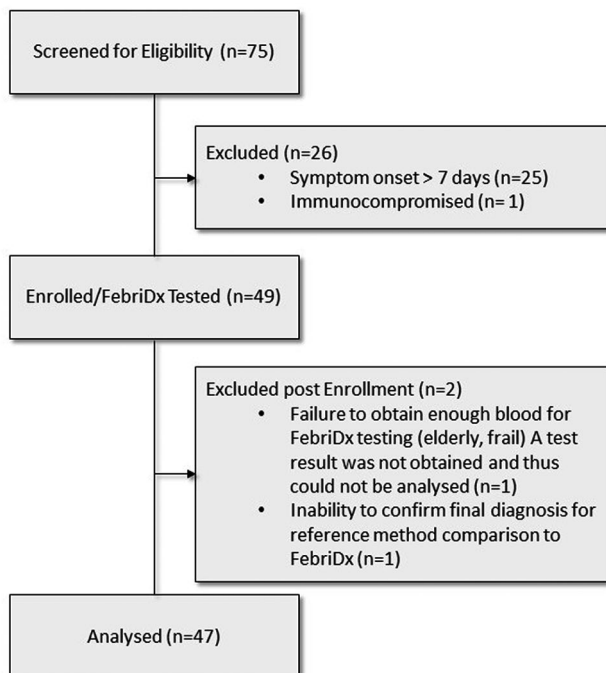 Screened for Eligibility (n=75)
Excluded (n=26)
• Symptom onset > 7 days (n=25)
• Immunocompromised (n= 1)
Enrolled/FebriDx Tested (n=49)
Excluded post Enrollment (n=2)
• Failure to obtain enough blood for
FebriDx testing (elderly, frail) A test
result was not obtained and thus
could not be analysed (n=1)
• Inability to confirm final diagnosis for
reference method comparison to
FebriDx (n=1)
Analysed (n=47)